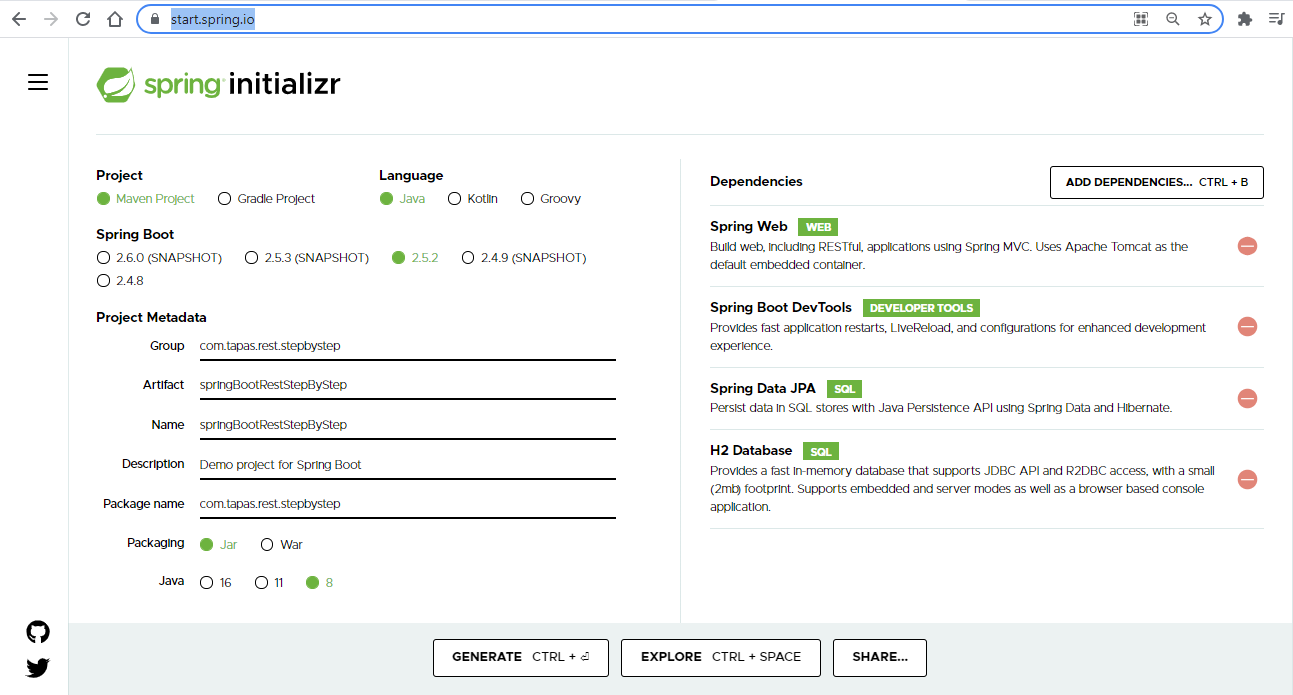 start.spring.io
spring initializr
Project
Maven Project Gradle Project
Language
Java Kotlin Groovy
Spring Boot
2.6.0 (SNAPSHOT) 2.5.3 (SNAPSHOT) 2.5.2 2.4.9 (SNAPSHOT)
2.4.8
Project Metadata
Group com.tapas.rest.stepbystep
Artifact springBootRestStepByStep
Name springBootRestStepByStep
Description Demo project for Spring Boot
Package name com.tapas.rest.stepbystep
Packaging Jar War
Java 16 11 8
Dependencies
ADD DEPENDENCIES... CTRL + B
Spring Web WEB
Build web, including RESTful, applications using Spring MVC. Uses Apache Tomcat as the
default embedded container.
Spring Boot DevTools DEVELOPER TOOLS
Provides fast application restarts, LiveReload, and configurations for enhanced development
experience.
Spring Data JPA SQL
Persist data in SQL stores with Java Persistence API using Spring Data and Hibernate.
H2 Database SQL
Provides a fast in-memory database that supports JDBC API and R2DBC access, with a small
(2mb) footprint. Supports embedded and server modes as well as a browser based console
application.
GENERATE CTRL + ⏎
EXPLORE CTRL + SPACE
SHARE...